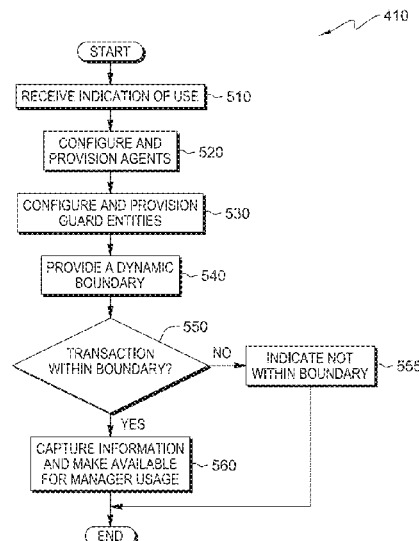 410
START
RECEIVE INDICATION OF USE
510
CONFIGURE AND
PROVISION AGENTS
520
CONFIGURE AND PROVISION
GUARD ENTITIES
530
PROVIDE A DYNAMIC
BOUNDARY
540
550
TRANSACTION
WITHIN BOUNDARY?
NO
INDICATE NOT
WITHIN BOUNDARY
555
YES
CAPTURE INFORMATION
AND MAKE AVAILABLE
FOR MANAGER USAGE
560
END